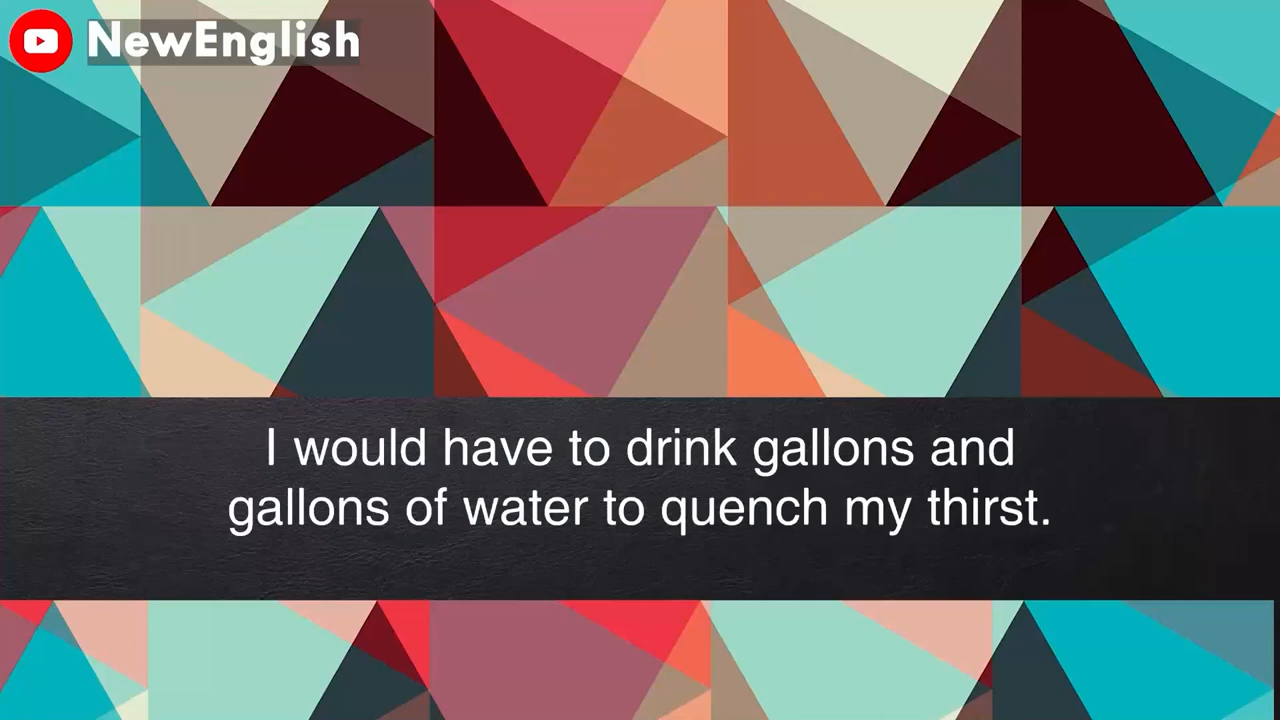 NewEnglish
I would have to drink gallons and
gallons of water to quench my thirst.